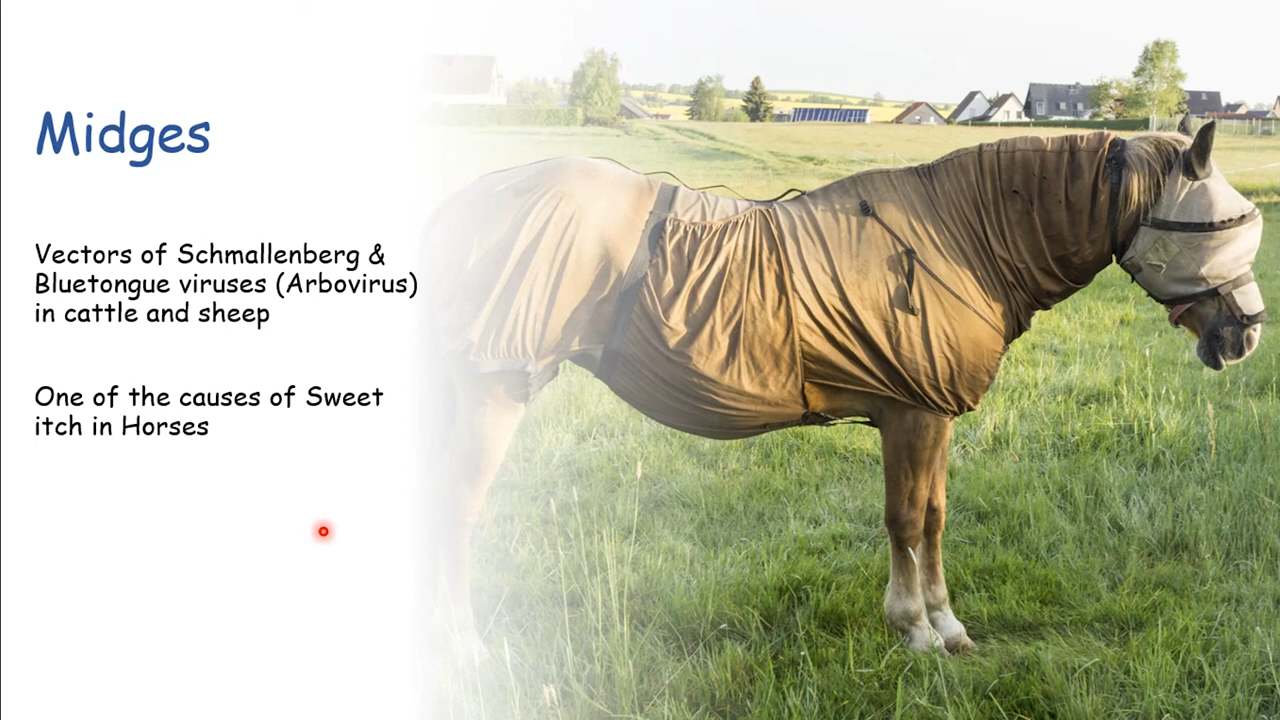 Midges
Vectors of Schmallenberg &
Bluetongue viruses (Arbovirus)
in cattle and sheep
One of the causes of Sweet
itch in Horses